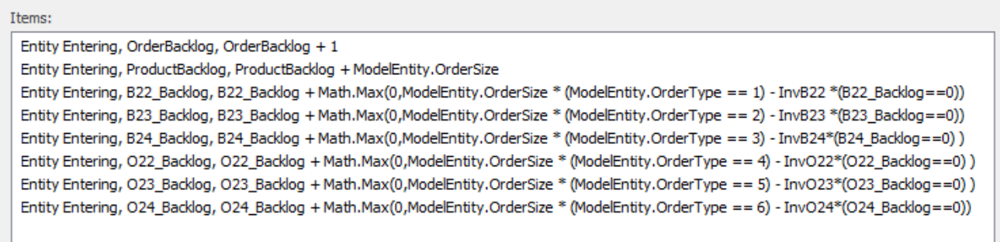 Items:
Entity Entering, OrderBacklog, OrderBacklog + 1
Entity Entering, ProductBacklog, ProductBacklog + ModelEntity.OrderSize
Entity Entering, B22_Backlog, B22_Backlog + Math.Max(0,ModelEntity.OrderSize * (ModelEntity.OrderType == 1) - InvB22 *(B22_Backlog==0))
Entity Entering, B23_Backlog, B23_Backlog + Math.Max(0,ModelEntity.OrderSize * (ModelEntity.OrderType == 2) - InvB23 *(B23_Backlog==0))
Entity Entering, B24_Backlog, B24_Backlog + Math.Max(0,ModelEntity.OrderSize * (ModelEntity.OrderType == 3) - InvB24*(B24_Backlog==0) )
Entity Entering, O22_Backlog, O22_Backlog + Math.Max(0,ModelEntity.OrderSize * (ModelEntity.OrderType == 4) - InvO22*(O22_Backlog==0) )
Entity Entering, O23_Backlog, O23_Backlog + Math.Max(0,ModelEntity.OrderSize * (ModelEntity.OrderType == 5) - InvO23*(O23_Backlog==0) )
Entity Entering, O24_Backlog, O24_Backlog + Math.Max(0,ModelEntity.OrderSize * (ModelEntity.OrderType == 6) - InvO24*(O24_Backlog==0))